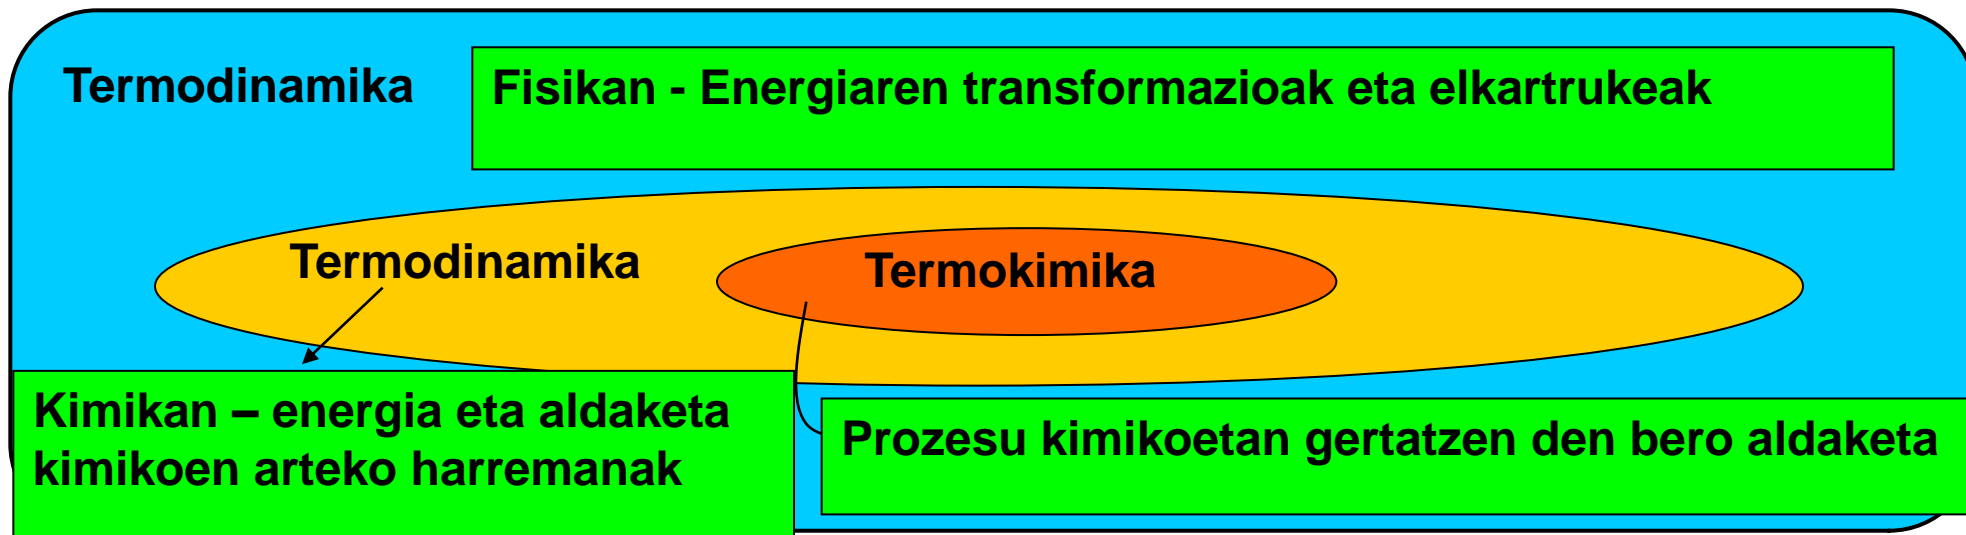 Termodinamika
Fisikan - Energiaren transformazioak eta elkartrukeak
Termodinamika
Termokimika
Kimikan – energia eta aldaketa
kimikoen arteko harremanak
Prozesu kimikoetan gertatzen den bero aldaketa